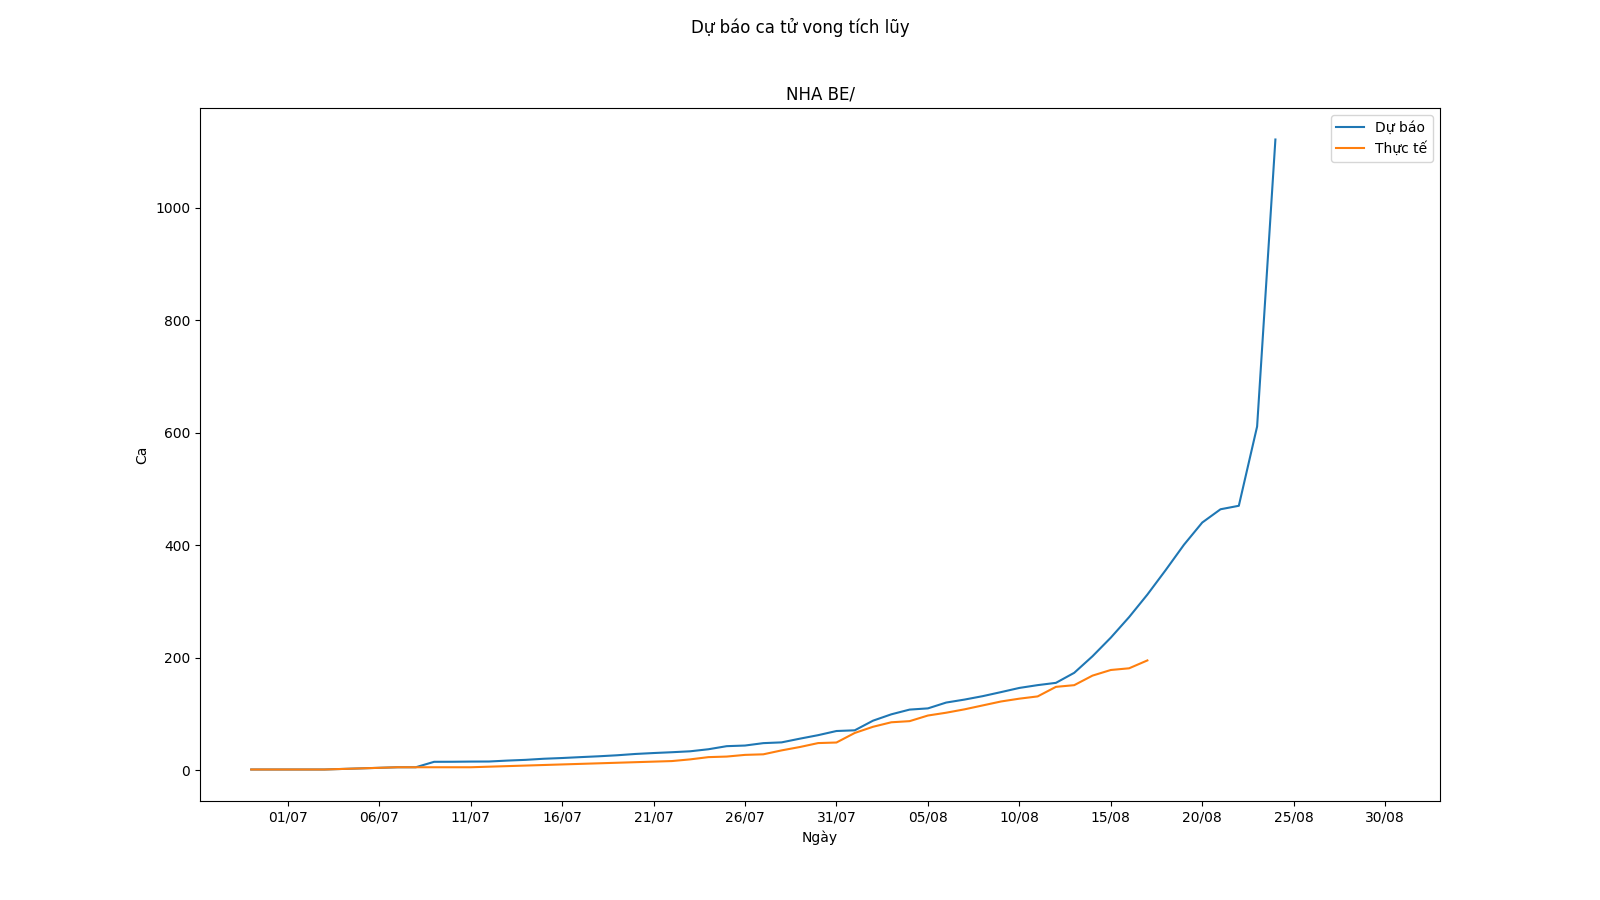 Dự báo ca tử vong tích lũy
NHA BE/
Dự báo
Thực tế
1000
800
600
400
200
0
Ca
01/07 06/07 11/07 16/07 21/07 26/07 31/07 05/08 10/08 15/08 20/08 25/08 30/08
Ngày